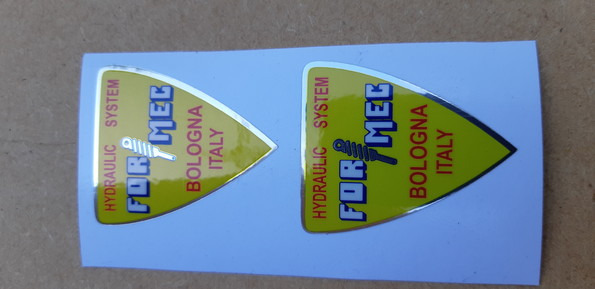 HYDRAULIC SYSTEM
FOR MEC
BOLOGNA
ITALY
HYDRAULIC SYSTEM
FOR MEC
BOLOGNA
ITALY